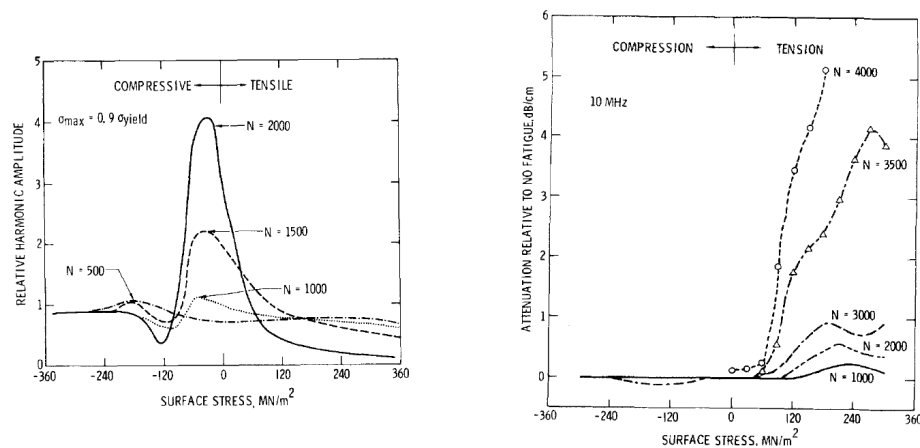 COMPRESSIVE
TENSILE
σmax = 0.9 σyield
N = 2000
N = 1500
N = 500
N = 1000
RELATIVE HARMONIC AMPLITUDE
5
4
3
2
1
0
-360 -240 -120 0 120 240 360
SURFACE STRESS, MN/m²
COMPRESSION
TENSION
N = 4000
10 MHz
N = 3500
N = 3000
N = 2000
N = 1000
ATTENUATION RELATIVE TO NO FATIGUE, dB/cm
6
5
4
3
2
1
0
-360 -240 -120 0 120 240 360
SURFACE STRESS, MN/m²